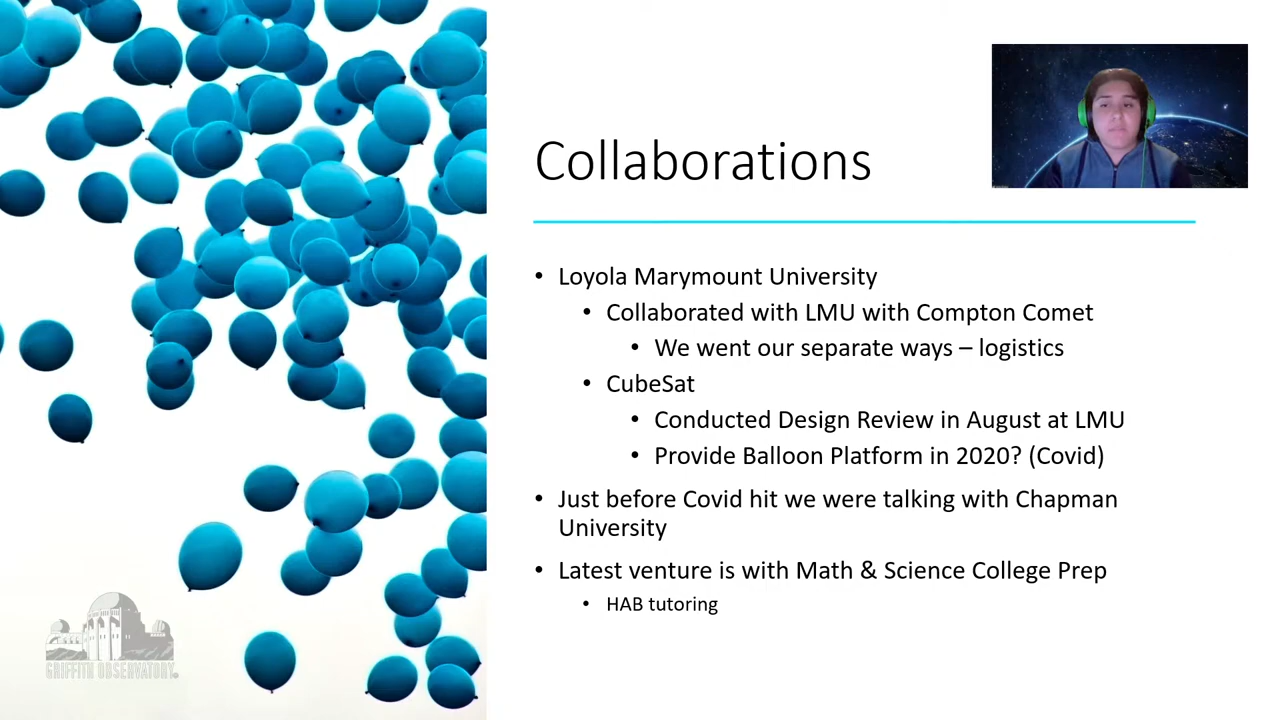 Collaborations
• Loyola Marymount University
• Collaborated with LMU with Compton Comet
• We went our separate ways – logistics
• CubeSat
• Conducted Design Review in August at LMU
• Provide Balloon Platform in 2020? (Covid)
• Just before Covid hit we were talking with Chapman
University
• Latest venture is with Math & Science College Prep
• HAB tutoring
GRIFFITH OBSERVATORY